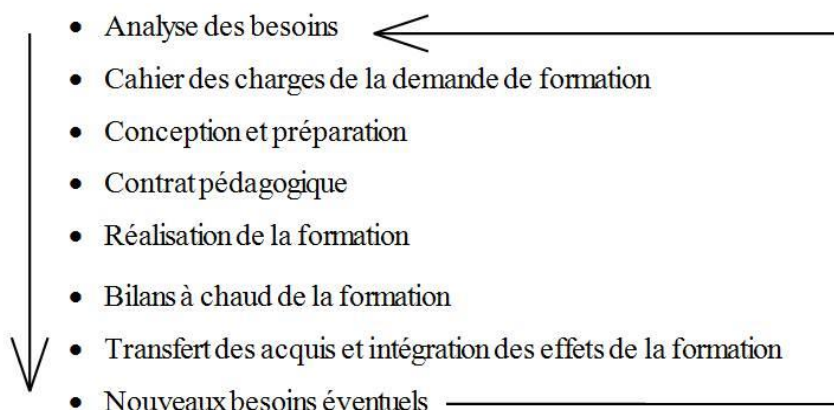 • Analyse des besoins
• Cahier des charges de la demande de formation
• Conception et préparation
• Contrat pédagogique
• Réalisation de la formation
• Bilans à chaud de la formation
• Transfert des acquis et intégration des effets de la formation
• Nouveaux besoins éventuels